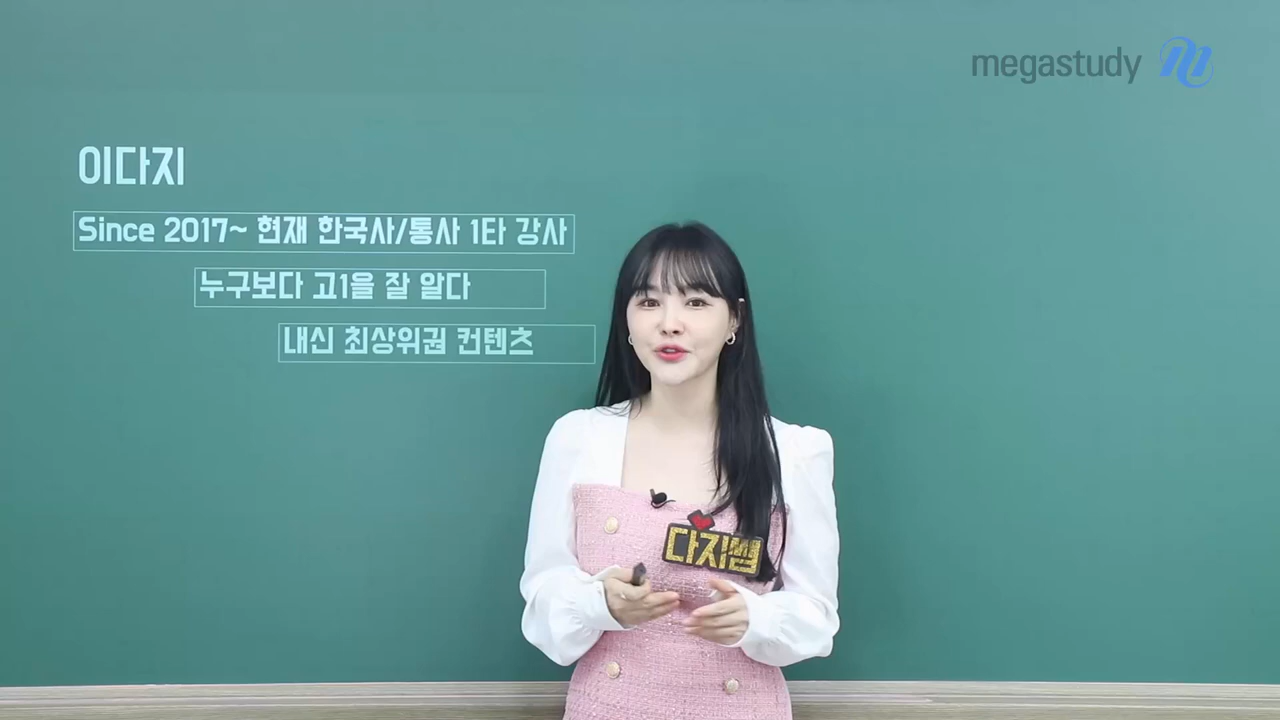 megastudy
이다지
Since 2017~ 현재 한국사/통사 1타 강사
누구보다 고1을 잘 알다
내신 최상위권 컨텐츠
다지쌤